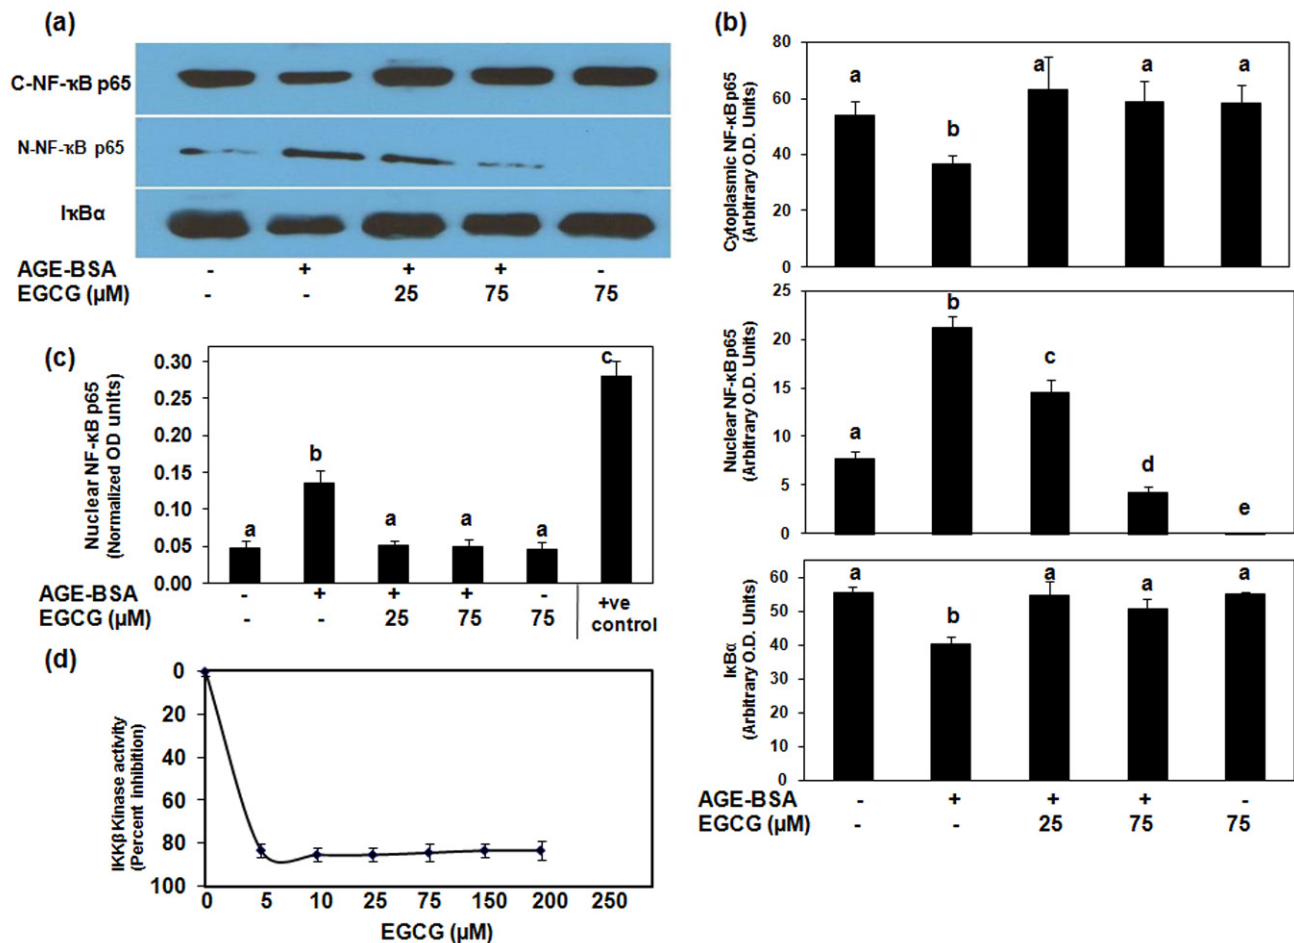 (a)
C-NF-κB p65
N-NF-κB p65
IκBα
AGE-BSA - + + + -
EGCG (µM) - - 25 75 75
(b)
Cytoplasmic NF-κB p65
(Arbitrary O.D. Units)
80
60
40
20
0
a b a a a
Nuclear NF-κB p65
(Arbitrary O.D. Units)
25
20
15
10
5
0
a b c d e
IκBα
(Arbitrary O.D. Units)
60
50
40
30
20
10
0
a b a a a
AGE-BSA - + + + -
EGCG (µM) - - 25 75 75
(c)
Nuclear NF-κB p65
(Normalized OD units)
0.30
0.25
0.20
0.15
0.10
0.05
0.00
a b a a a c
AGE-BSA - + + + -
EGCG (µM) - - 25 75 75
+ve
control
(d)
IKKβ Kinase activity
(Percent inhibition)
0
20
40
60
80
100
0 5 10 25 75 150 200 250
EGCG (µM)